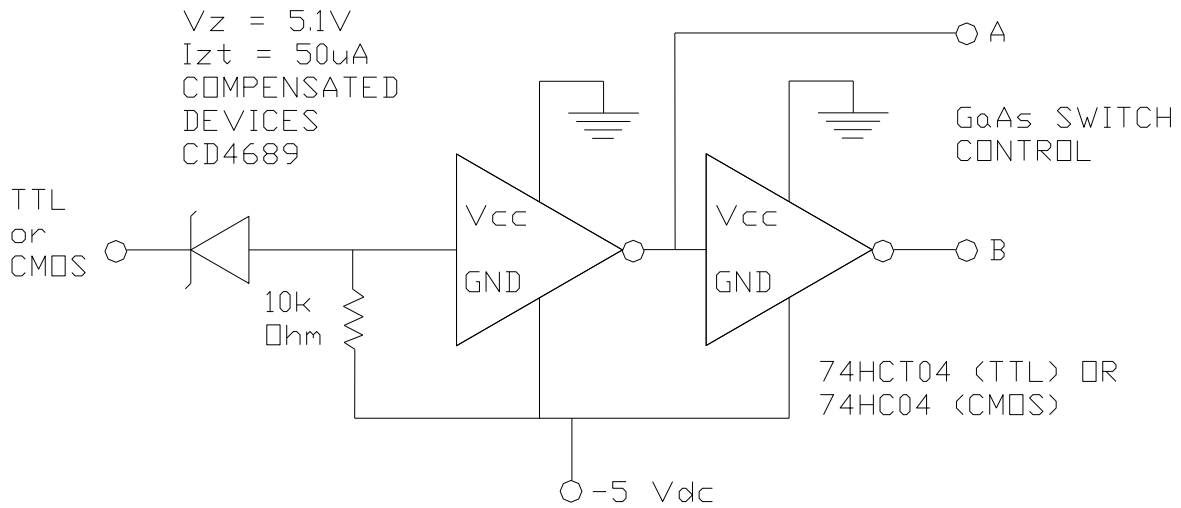 Vz = 5.1V
Izt = 50uA
COMPENSATED
DEVICES
CD4689
A
GaAs SWITCH
CONTROL
TTL
or
CMOS
Vcc
GND
Vcc
GND
B
10k
Ohm
74HCT04 (TTL) OR
74HC04 (CMOS)
-5 Vdc